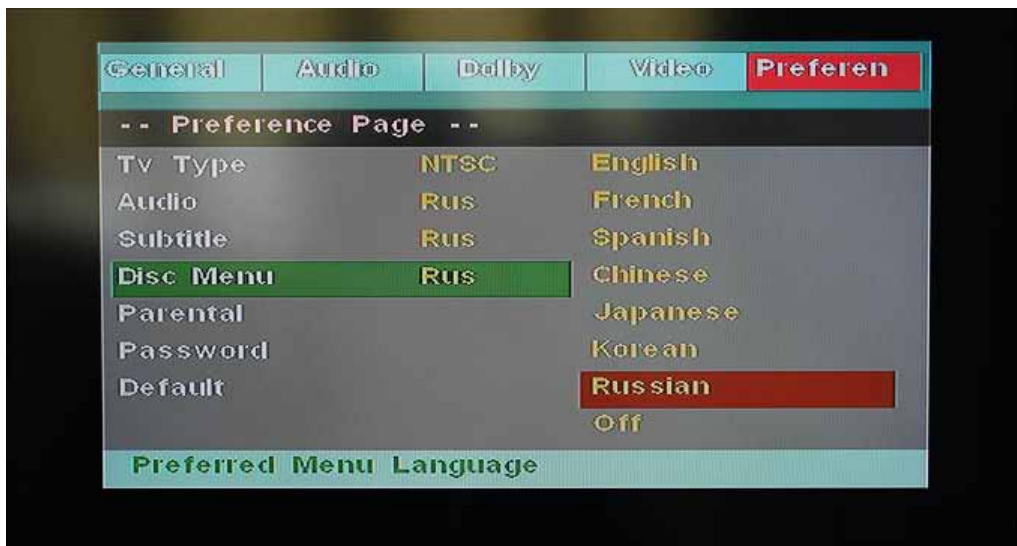 General Audio Dolby Video Preferen
-- Preference Page --
Tv Type NTSC English
Audio Rus French
Subtitle Rus Spanish
Disc Menu Rus Chinese
Parental Japanese
Password Korean
Default Russian
Off
Preferred Menu Language